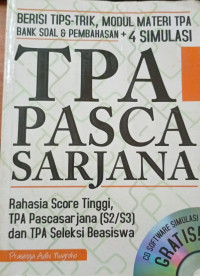 BERISI TIPS-TRIK, MODUL MATERI TPA
BANK SOAL & PEMBAHASAN + 4 SIMULASI
TPA
PASCA
SARJANA
Rahasia Score Tinggi,
TPA Pascasarjana (S2/S3)
dan TPA Seleksi Beasiswa
CD SOFTWARE SIMULASI
GRATIS!